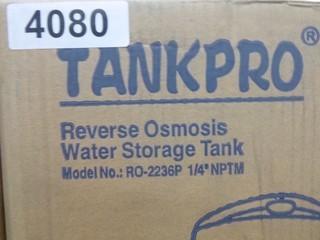 4080
TANKPRO®
Reverse Osmosis
Water Storage Tank
Model No.: RO-2236P 1/4" NPTM